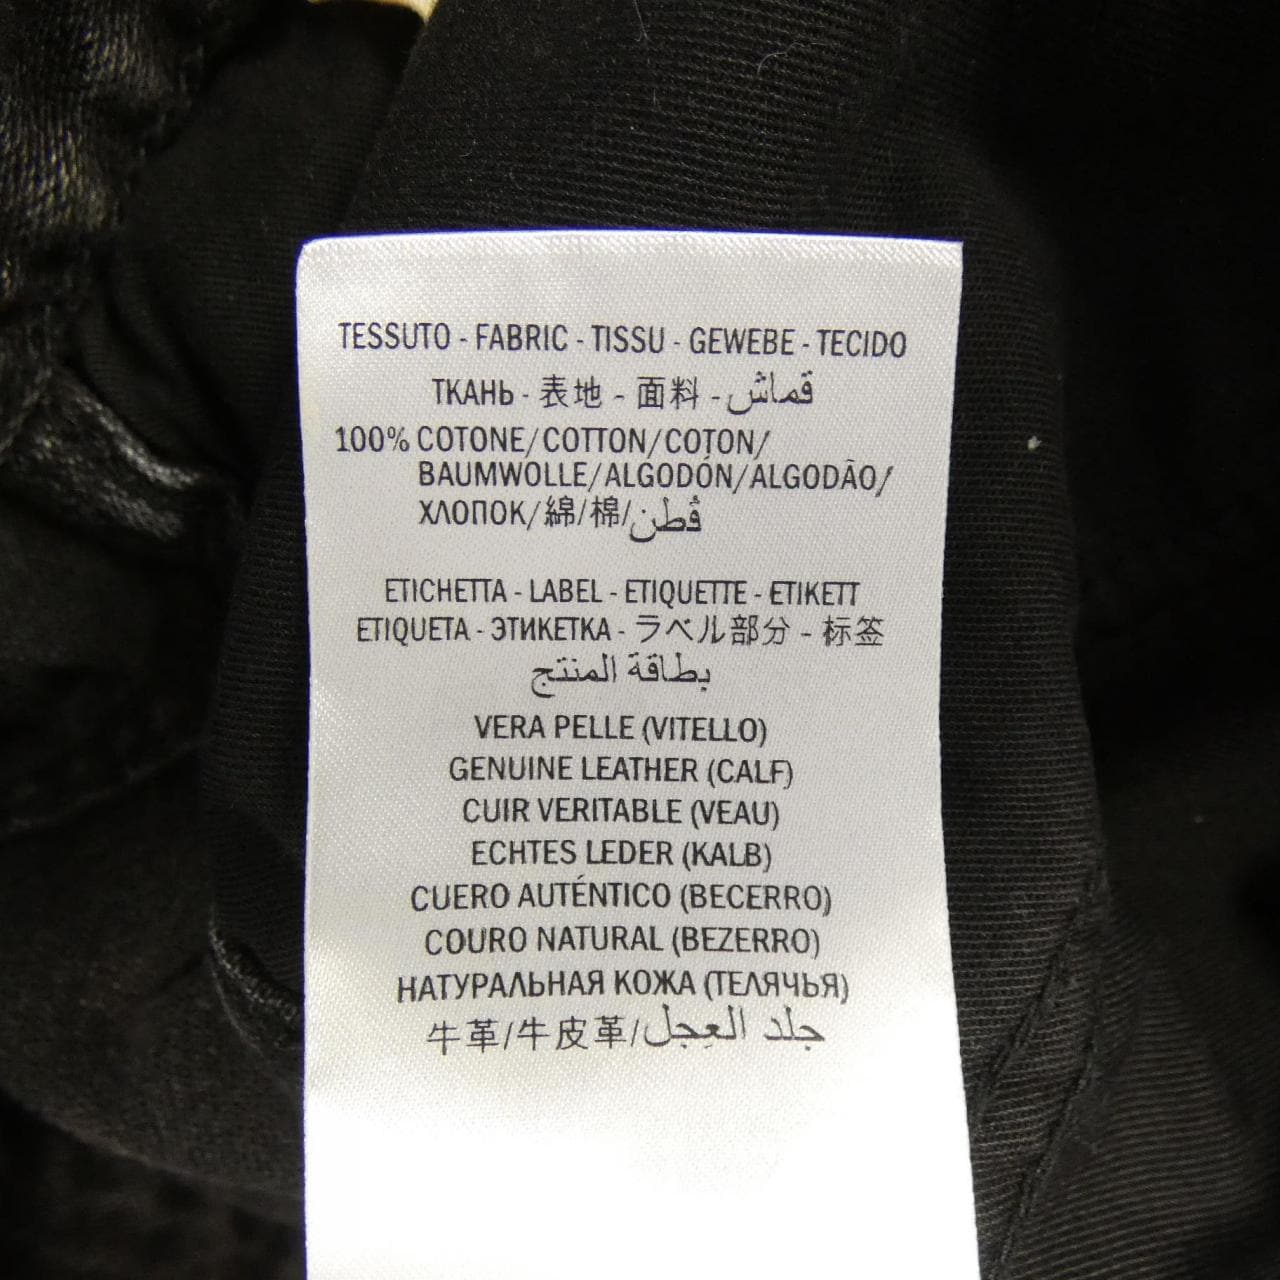 TESSUTO - FABRIC - TISSU - GEWEBE - TECIDO
ТКАНЬ - 表地 - 面料 - قماش
100% COTONE/COTTON/COTON/
BAUMWOLLE/ALGODÓN/ALGODÃO/
ХЛОПОК/綿/棉/قطن
ETICHETTA - LABEL - ETIQUETTE - ETIKETT
ETIQUETA - ЭТИКЕТКА - ラベル部分 - 标签
بطاقة المنتج
VERA PELLE (VITELLO)
GENUINE LEATHER (CALF)
CUIR VERITABLE (VEAU)
ECHTES LEDER (KALB)
CUERO AUTÉNTICO (BECERRO)
COURO NATURAL (BEZERRO)
НАТУРАЛЬНАЯ КОЖА (ТЕЛЯЧЬЯ)
牛革/牛皮革/جلد العِجل